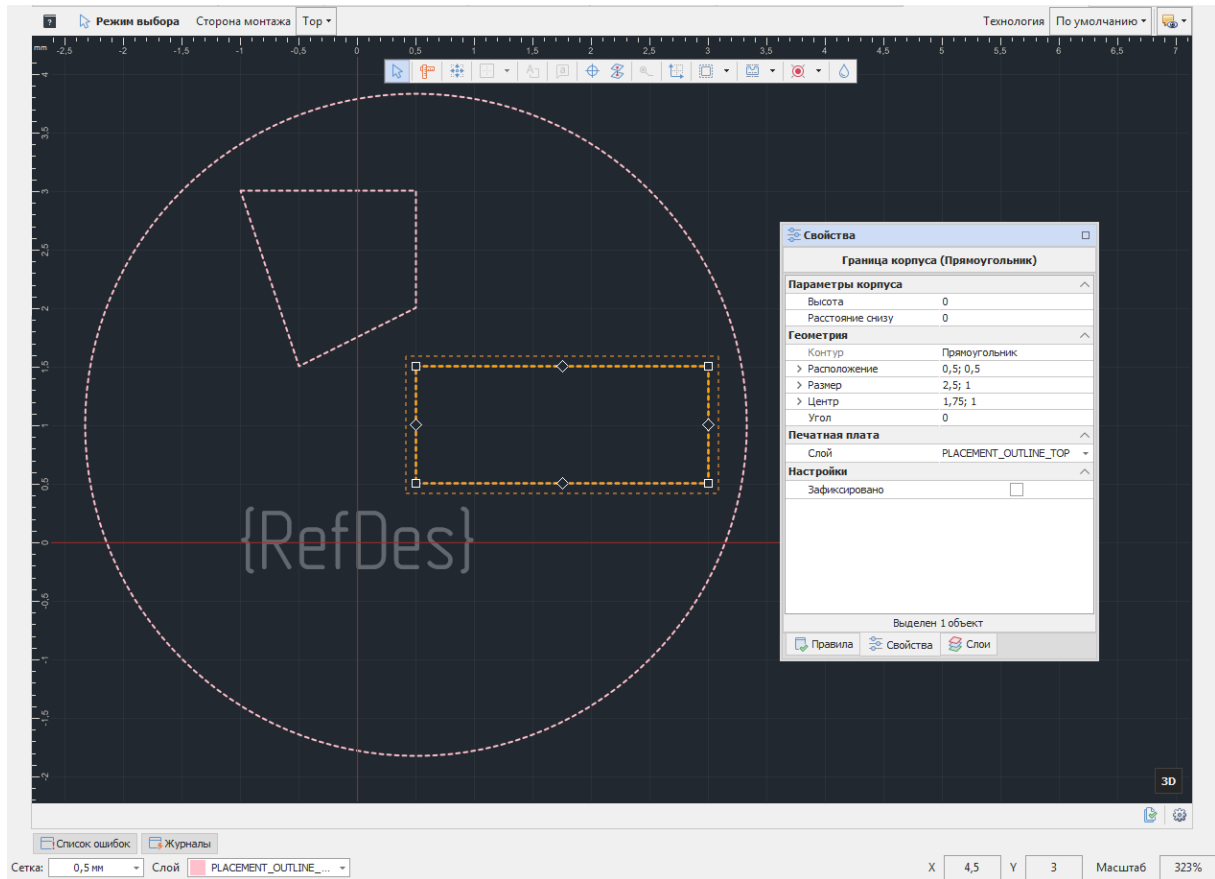 ? Режим выбора Сторона монтажа Top Технология По умолчанию
mm -2,5 -2 -1,5 -1 -0,5 0 0,5 1 1,5 2 2,5 3 3,5 4 4,5 5 5,5 6 6,5 7
4
3,5
3
2,5
2
1,5
1
0,5
0
-0,5
-1
-1,5
-2
{RefDes}
Свойства
Граница корпуса (Прямоугольник)
Параметры корпуса
Высота 0
Расстояние снизу 0
Геометрия
Контур Прямоугольник
Расположение 0,5; 0,5
Размер 2,5; 1
Центр 1,75; 1
Угол 0
Печатная плата
Слой PLACEMENT_OUTLINE_TOP
Настройки
Зафиксировано
Выделен 1 объект
Правила Свойства Слои
3D
Список ошибок Журналы
Сетка: 0,5 мм Слой PLACEMENT_OUTLINE_... X 4,5 Y 3 Масштаб 323%